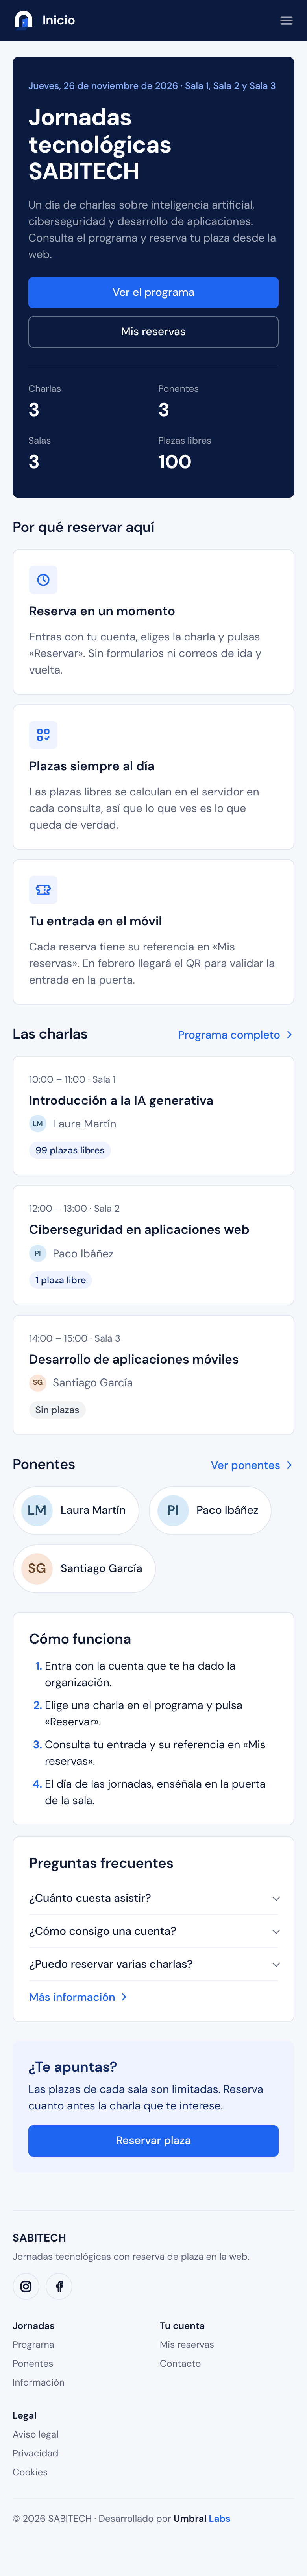 Inicio
Jueves, 26 de noviembre de 2026 · Sala 1, Sala 2 y Sala 3
Jornadas
tecnológicas
SABITECH
Un día de charlas sobre inteligencia artificial,
ciberseguridad y desarrollo de aplicaciones.
Consulta el programa y reserva tu plaza desde la
web.
Ver el programa
Mis reservas
Charlas
3
Ponentes
3
Salas
3
Plazas libres
100
Por qué reservar aquí
Reserva en un momento
Entras con tu cuenta, eliges la charla y pulsas
«Reservar». Sin formularios ni correos de ida y
vuelta.
Plazas siempre al día
Las plazas libres se calculan en el servidor en
cada consulta, así que lo que ves es lo que
queda de verdad.
Tu entrada en el móvil
Cada reserva tiene su referencia en «Mis
reservas». En febrero llegará el QR para validar la
entrada en la puerta.
Las charlas
Programa completo
10:00 – 11:00 · Sala 1
Introducción a la IA generativa
LM Laura Martín
99 plazas libres
12:00 – 13:00 · Sala 2
Ciberseguridad en aplicaciones web
PI Paco Ibáñez
1 plaza libre
14:00 – 15:00 · Sala 3
Desarrollo de aplicaciones móviles
SG Santiago García
Sin plazas
Ponentes
Ver ponentes
LM Laura Martín
PI Paco Ibáñez
SG Santiago García
Cómo funciona
1. Entra con la cuenta que te ha dado la
organización.
2. Elige una charla en el programa y pulsa
«Reservar».
3. Consulta tu entrada y su referencia en «Mis
reservas».
4. El día de las jornadas, enséñala en la puerta
de la sala.
Preguntas frecuentes
¿Cuánto cuesta asistir?
¿Cómo consigo una cuenta?
¿Puedo reservar varias charlas?
Más información
¿Te apuntas?
Las plazas de cada sala son limitadas. Reserva
cuanto antes la charla que te interese.
Reservar plaza
SABITECH
Jornadas tecnológicas con reserva de plaza en la web.
Jornadas
Programa
Ponentes
Información
Tu cuenta
Mis reservas
Contacto
Legal
Aviso legal
Privacidad
Cookies
© 2026 SABITECH · Desarrollado por Umbral Labs